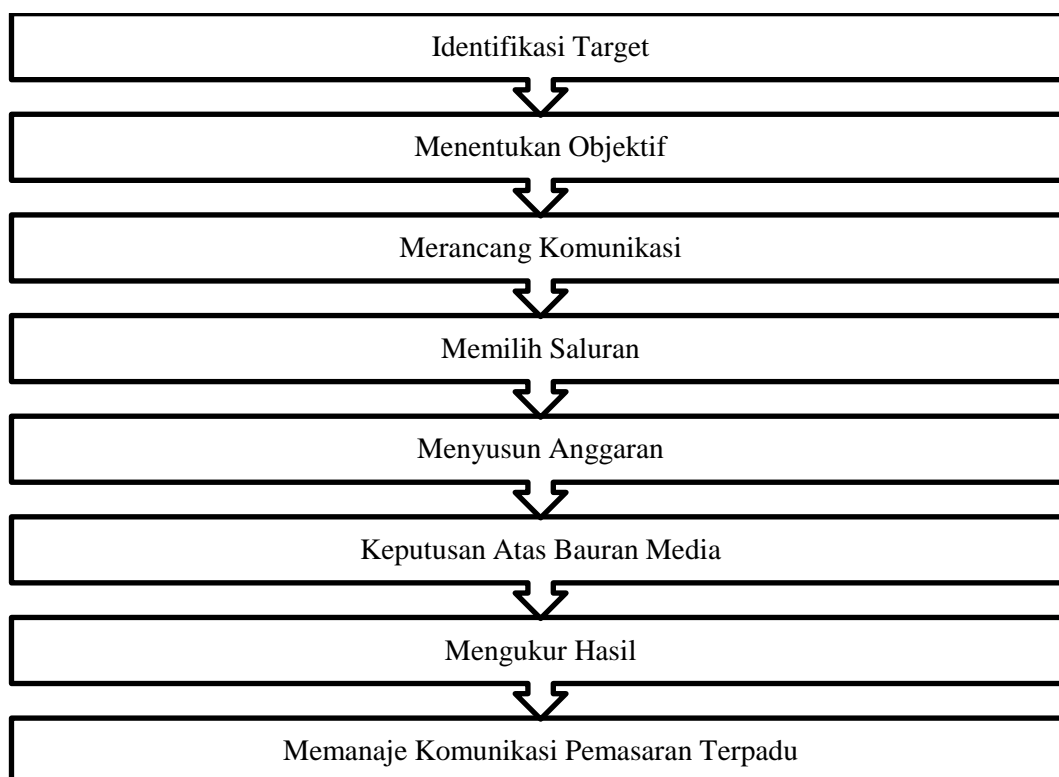 Identifikasi Target
Menentukan Objektif
Merancang Komunikasi
Memilih Saluran
Menyusun Anggaran
Keputusan Atas Bauran Media
Mengukur Hasil
Memanaje Komunikasi Pemasaran Terpadu